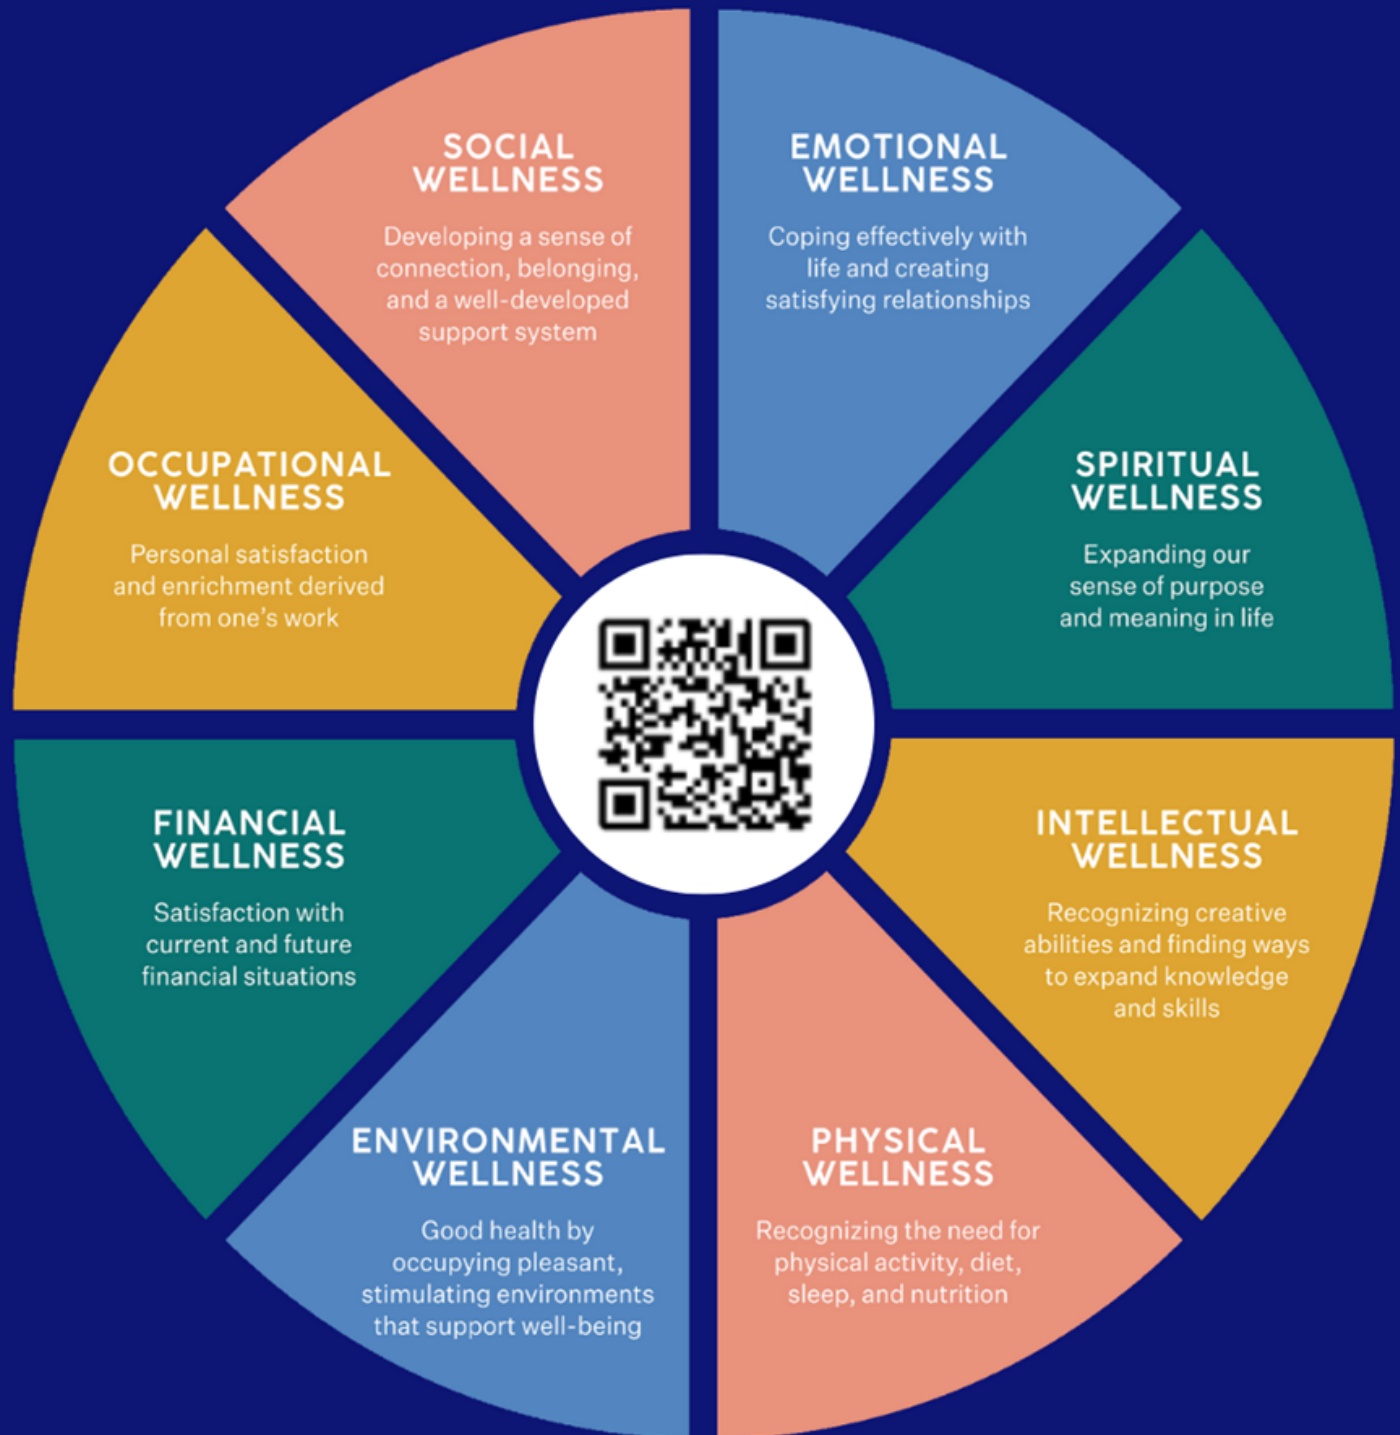 SOCIAL
WELLNESS
Developing a sense of
connection, belonging,
and a well-developed
support system
EMOTIONAL
WELLNESS
Coping effectively with
life and creating
satisfying relationships
OCCUPATIONAL
WELLNESS
Personal satisfaction
and enrichment derived
from one's work
SPIRITUAL
WELLNESS
Expanding our
sense of purpose
and meaning in life
FINANCIAL
WELLNESS
Satisfaction with
current and future
financial situations
INTELLECTUAL
WELLNESS
Recognizing creative
abilities and finding ways
to expand knowledge
and skills
ENVIRONMENTAL
WELLNESS
Good health by
occupying pleasant,
stimulating environments
that support well-being
PHYSICAL
WELLNESS
Recognizing the need for
physical activity, diet,
sleep, and nutrition